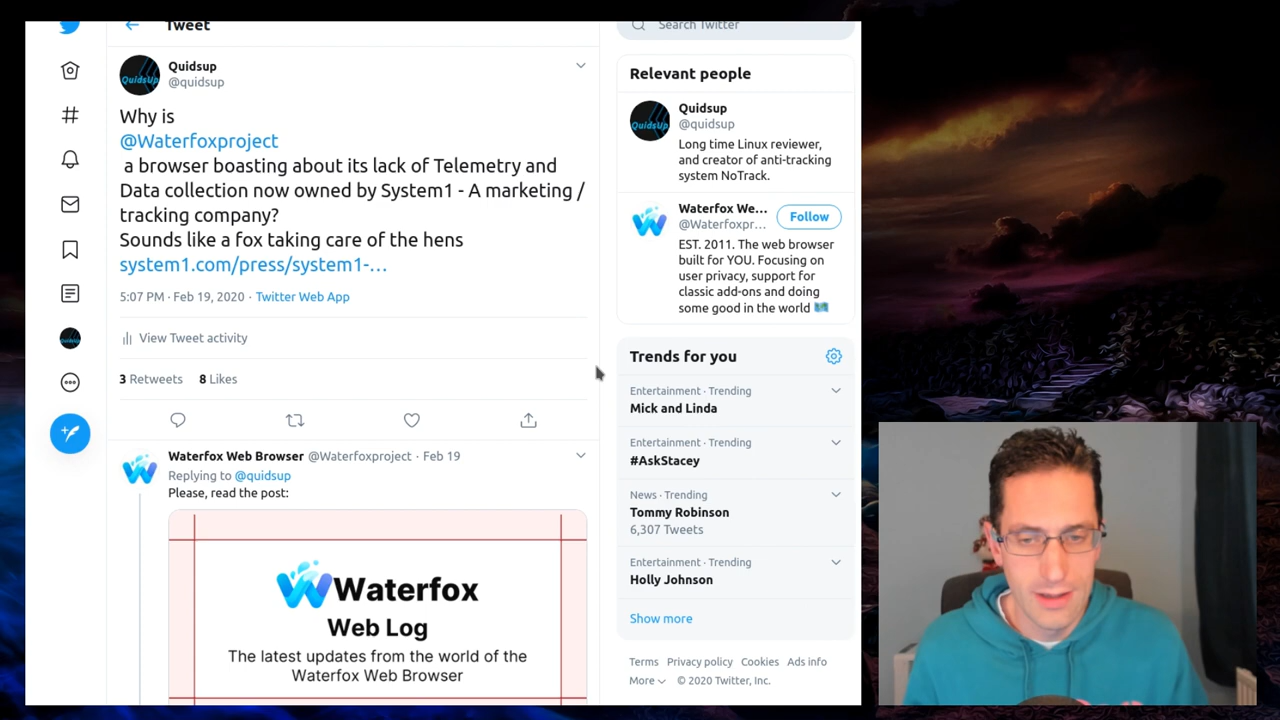 Tweet
Quidsup
@quidsup
Why is
@Waterfoxproject
a browser boasting about its lack of Telemetry and
Data collection now owned by System1 - A marketing /
tracking company?
Sounds like a fox taking care of the hens
system1.com/press/system1-…
5:07 PM · Feb 19, 2020 · Twitter Web App
View Tweet activity
3 Retweets 8 Likes
Waterfox Web Browser @Waterfoxproject · Feb 19
Replying to @quidsup
Please, read the post:
Waterfox
Web Log
The latest updates from the world of the
Waterfox Web Browser
Search Twitter
Relevant people
QuidsUp
Quidsup
@quidsup
Long time Linux reviewer,
and creator of anti-tracking
system NoTrack.
Waterfox We…
@Waterfoxpr…
Follow
EST. 2011. The web browser
built for YOU. Focusing on
user privacy, support for
classic add-ons and doing
some good in the world
Trends for you
Entertainment · Trending
Mick and Linda
Entertainment · Trending
#AskStacey
News · Trending
Tommy Robinson
6,307 Tweets
Entertainment · Trending
Holly Johnson
Show more
Terms Privacy policy Cookies Ads info
More © 2020 Twitter, Inc.